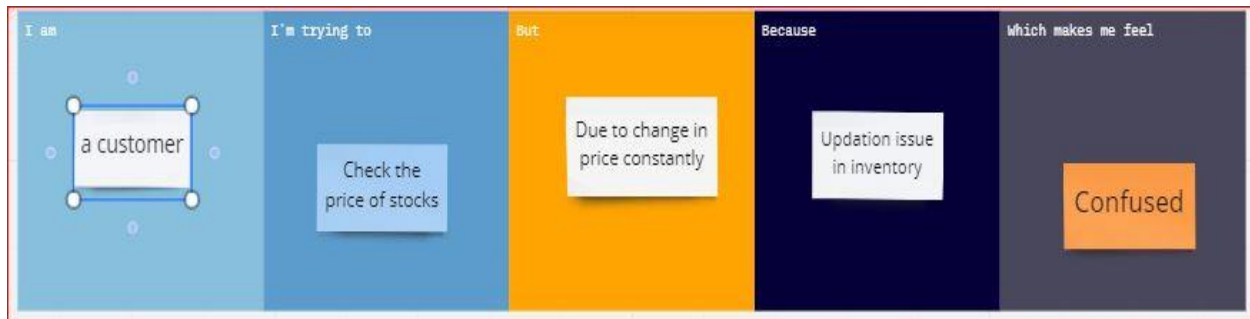 I am
a customer
I'm trying to
Check the
price of stocks
But
Due to change in
price constantly
Because
Updation issue
in inventory
Which makes me feel
Confused